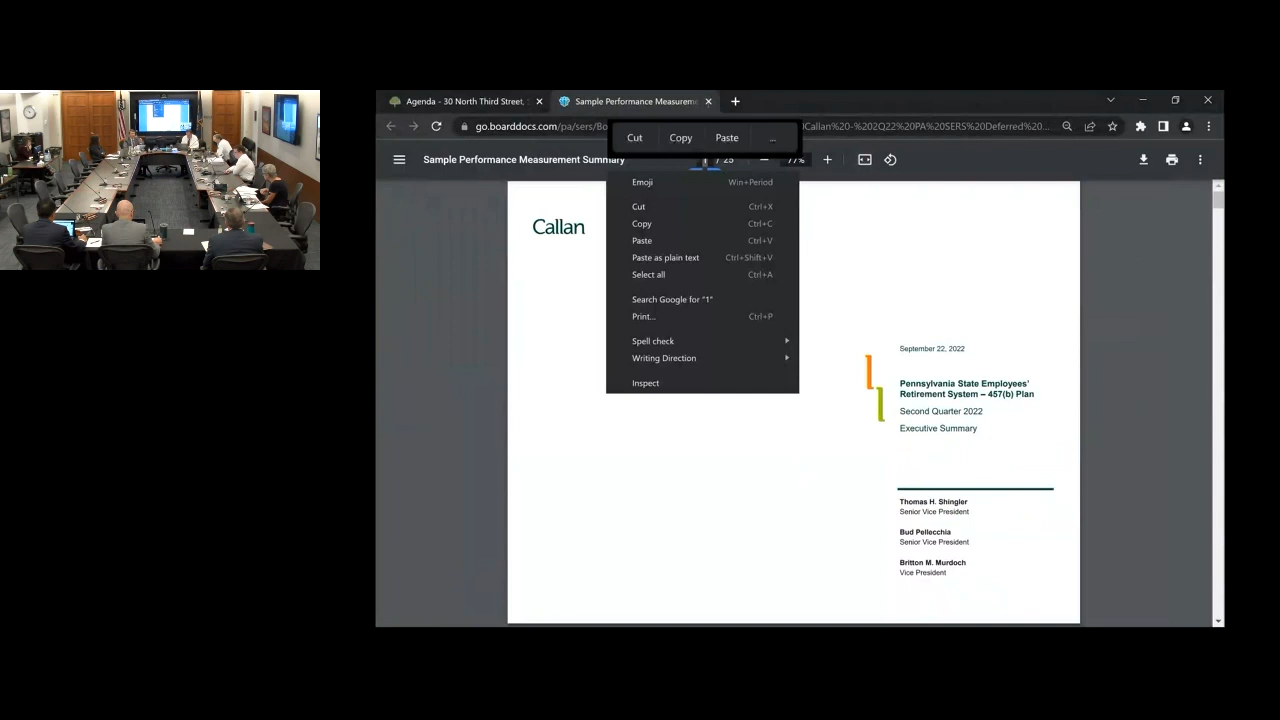 Agenda - 30 North Third Street,
Sample Performance Measurem
go.boarddocs.com/pa/sers/Bo
Callan%20-%202Q22%20PA%20SERS%20Deferred%20...
Cut Copy Paste ...
Sample Performance Measurement Summary
1 / 25
77%
Emoji Win+Period
Cut Ctrl+X
Copy Ctrl+C
Paste Ctrl+V
Paste as plain text Ctrl+Shift+V
Select all Ctrl+A
Search Google for "1"
Print... Ctrl+P
Spell check
Writing Direction
Inspect
Callan
September 22, 2022
Pennsylvania State Employees'
Retirement System – 457(b) Plan
Second Quarter 2022
Executive Summary
Thomas H. Shingler
Senior Vice President
Bud Pellecchia
Senior Vice President
Britton M. Murdoch
Vice President